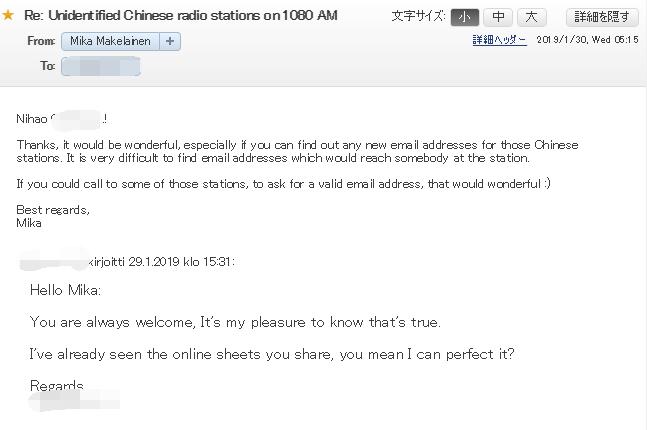 Re: Unidentified Chinese radio stations on 1080 AM
文字サイズ: 小 中 大 詳細を隠す
From: Mika Makelainen +
詳細ヘッダー 2019/1/30, Wed 05:15
To:
Nihao !
Thanks, it would be wonderful, especially if you can find out any new email addresses for those Chinese
stations. It is very difficult to find email addresses which would reach somebody at the station.
If you could call to some of those stations, to ask for a valid email address, that would wonderful :)
Best regards,
Mika
kirjoitti 29.1.2019 klo 15:31:
Hello Mika:
You are always welcome, It's my pleasure to know that's true.
I've already seen the online sheets you share, you mean I can perfect it?
Regards